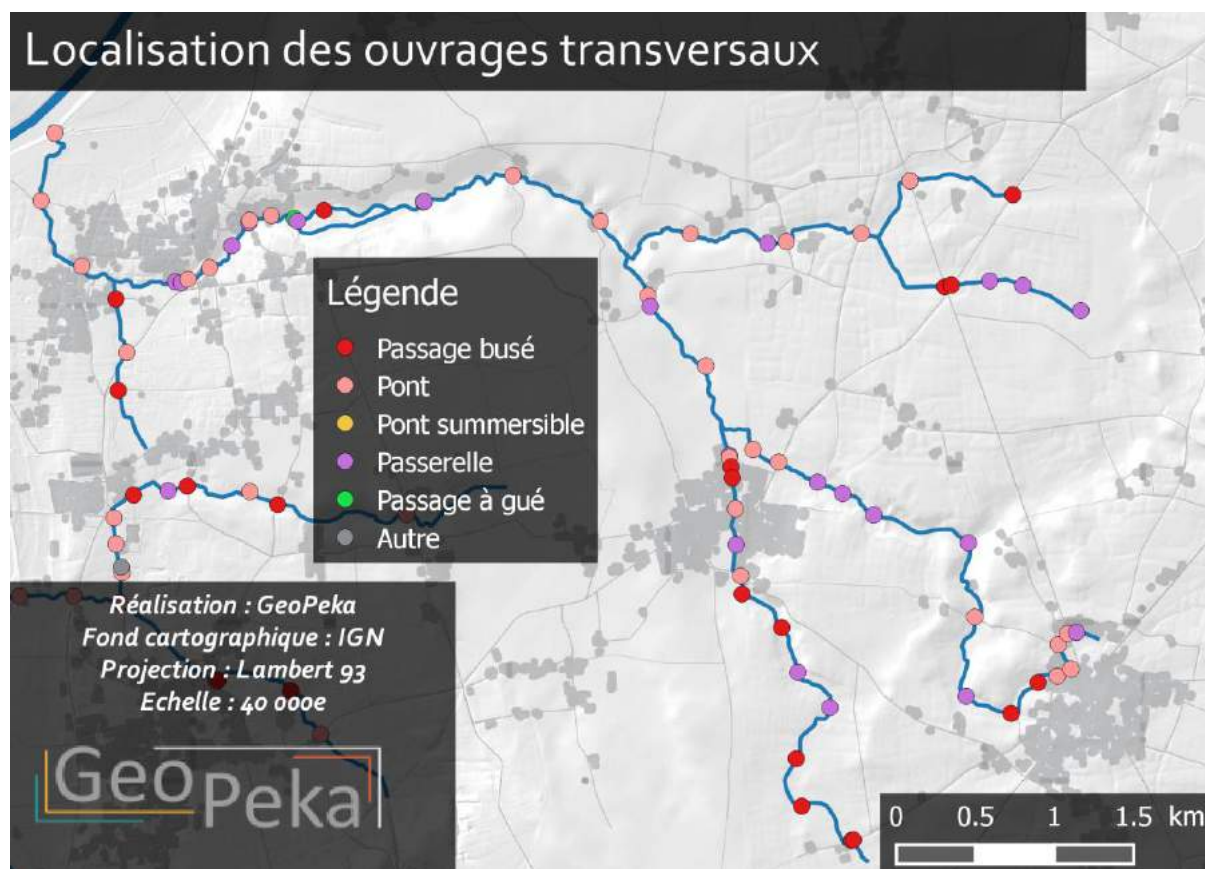 Localisation des ouvrages transversaux
Légende
Passage busé
Pont
Pont summersible
Passerelle
Passage à gué
Autre
Réalisation : GeoPeka
Fond cartographique : IGN
Projection : Lambert 93
Echelle : 40 000e
GeoPeka
0 0.5 1 1.5 km